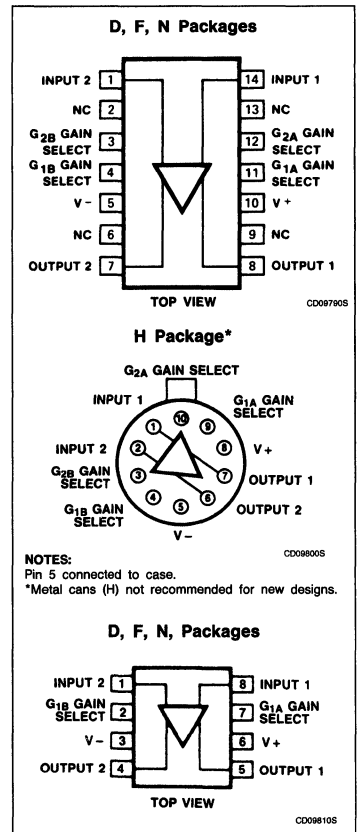 D, F, N Packages
INPUT 2 1 14 INPUT 1
NC 2 13 NC
G2B GAIN SELECT 3 12 G2A GAIN SELECT
G1B GAIN SELECT 4 11 G1A GAIN SELECT
V- 5 10 V+
NC 6 9 NC
OUTPUT 2 7 8 OUTPUT 1
TOP VIEW
CD09790S
H Package*
G2A GAIN SELECT
INPUT 1
G1A GAIN SELECT
10
1 9
INPUT 2 2 8 V+
G2B GAIN SELECT 3 7 OUTPUT 1
G1B GAIN SELECT 4 6 OUTPUT 2
5
V-
CD09800S
NOTES:
Pin 5 connected to case.
*Metal cans (H) not recommended for new designs.
D, F, N, Packages
INPUT 2 1 8 INPUT 1
G1B GAIN SELECT 2 7 G1A GAIN SELECT
V- 3 6 V+
OUTPUT 2 4 5 OUTPUT 1
TOP VIEW
CD09810S